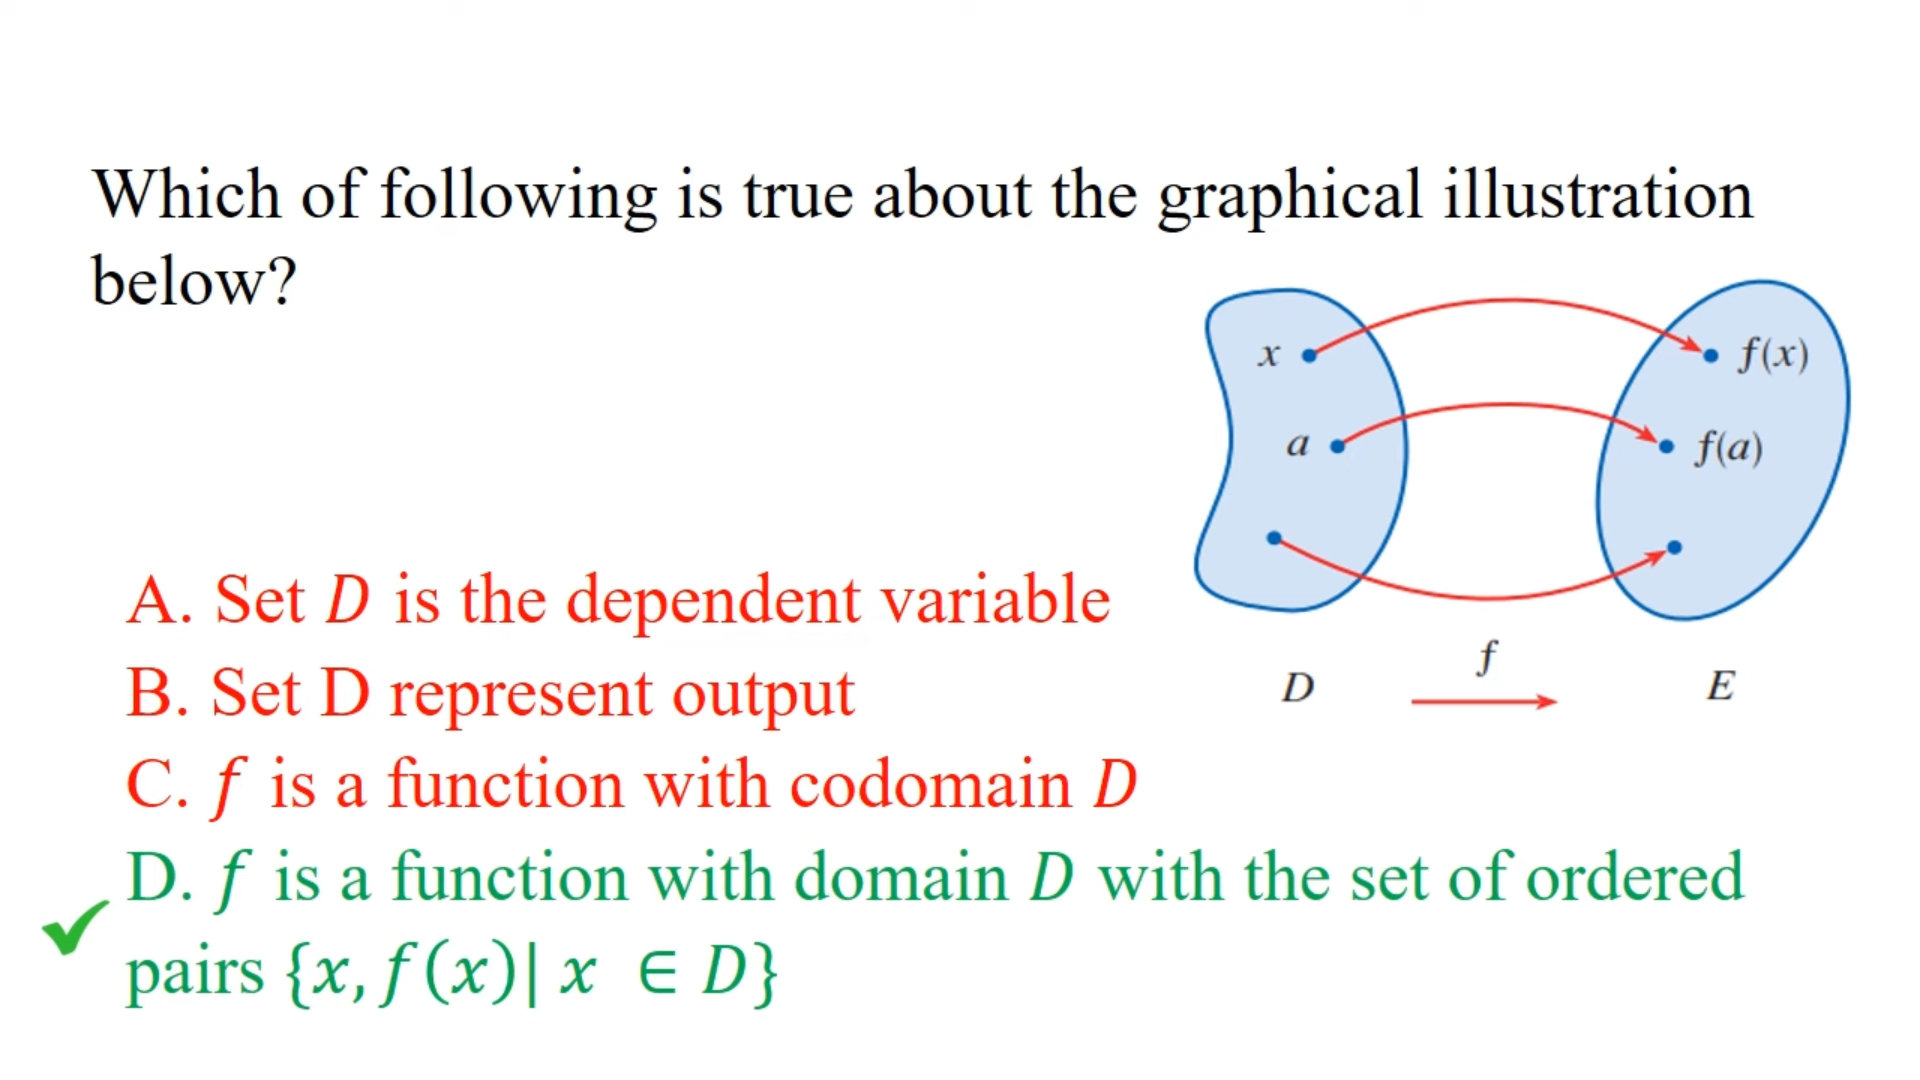 Which of following is true about the graphical illustration
below?
x
f(x)
a
f(a)
f
D
E
A. Set D is the dependent variable
B. Set D represent output
C. f is a function with codomain D
D. f is a function with domain D with the set of ordered
pairs {x, f(x)| x ∈ D}